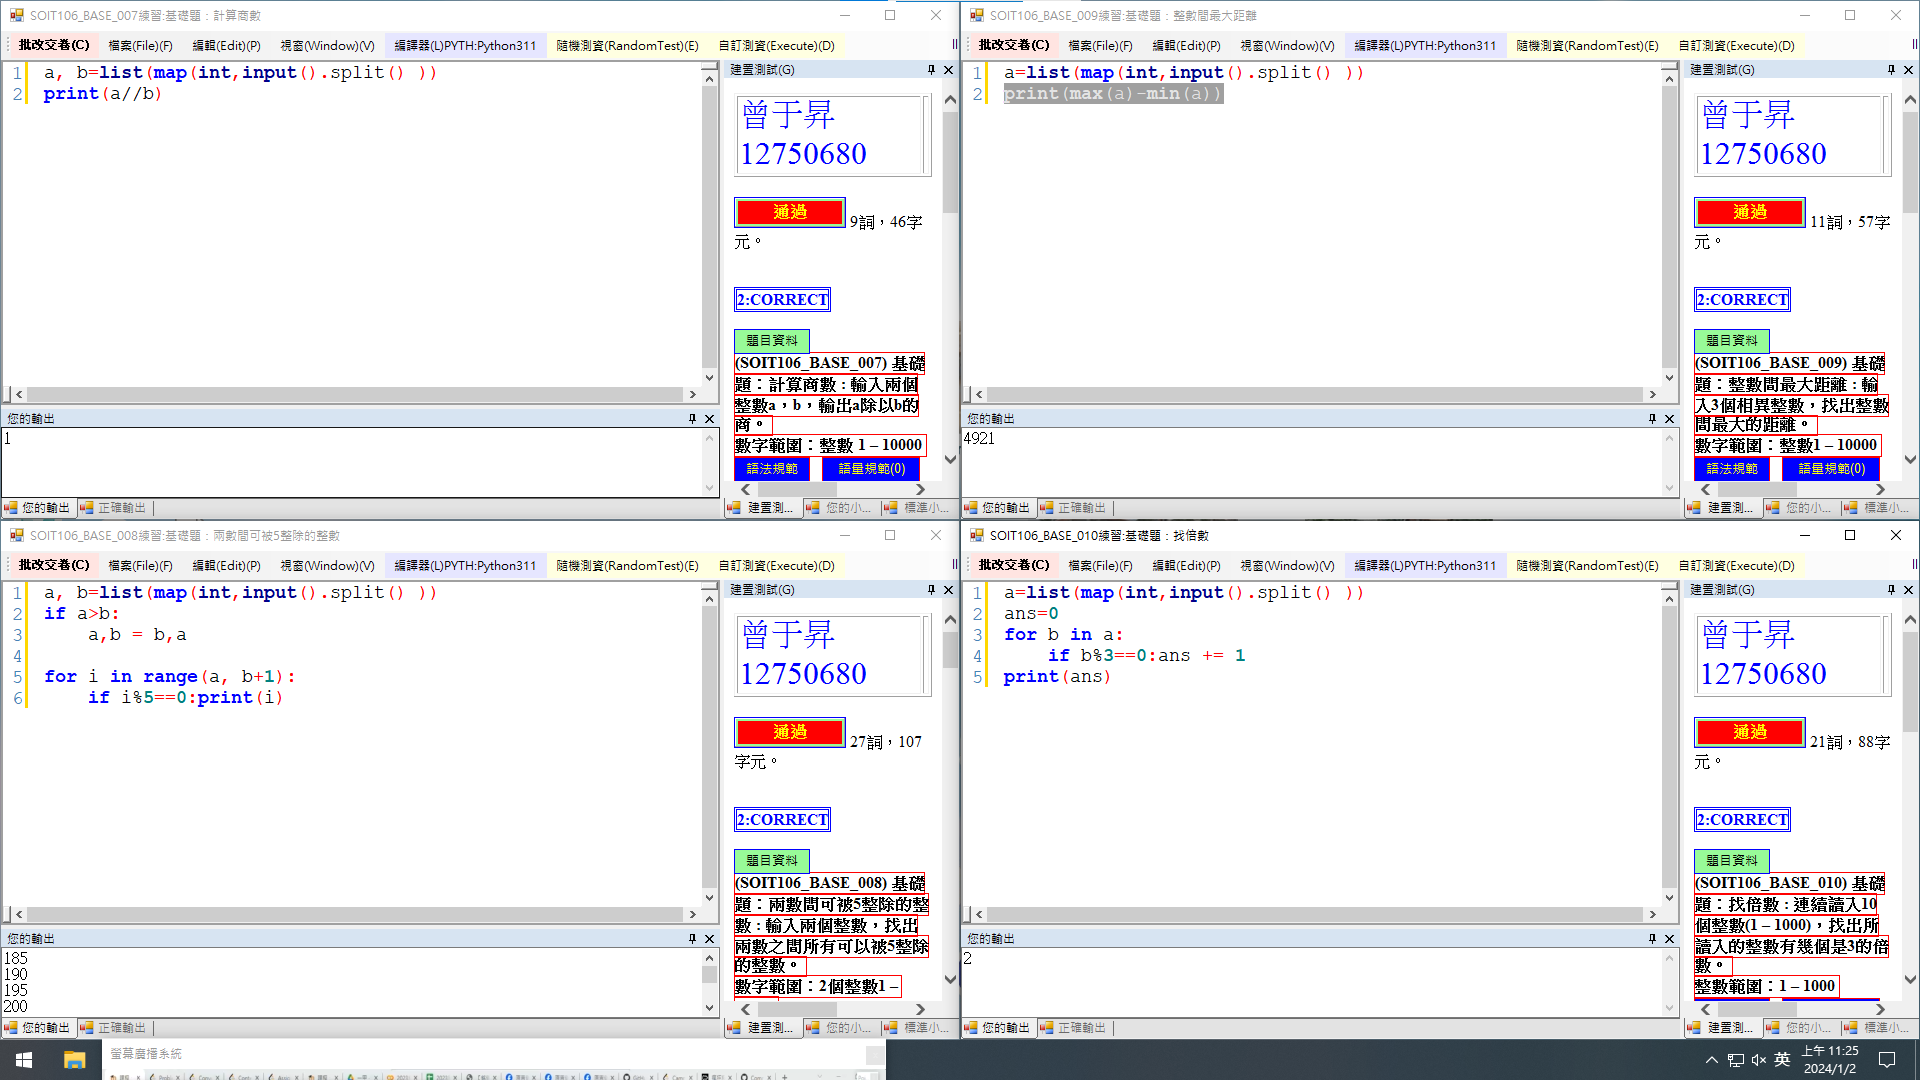 SOIT106_BASE_007練習:基礎題：計算商數
批改交卷(C) 檔案(File)(F) 編輯(Edit)(P) 視窗(Window)(V) 編譯器(L)PYTH:Python311 隨機測資(RandomTest)(E) 自訂測資(Execute)(D)
1 a, b=list(map(int,input().split() ))
2 print(a//b)
建置測試(G)
曾于昇
12750680
通過 9詞，46字
元。
2:CORRECT
題目資料
(SOIT106_BASE_007) 基礎
題：計算商數：輸入兩個
整數a，b，輸出a除以b的
商。
數字範圍：整數 1 – 10000
語法規範 語量規範(0)
您的輸出
1
您的輸出 正確輸出
建置測... 您的小... 標準小...
SOIT106_BASE_009練習:基礎題：整數間最大距離
批改交卷(C) 檔案(File)(F) 編輯(Edit)(P) 視窗(Window)(V) 編譯器(L)PYTH:Python311 隨機測資(RandomTest)(E) 自訂測資(Execute)(D)
1 a=list(map(int,input().split() ))
2 print(max(a)-min(a))
建置測試(G)
曾于昇
12750680
通過 11詞，57字
元。
2:CORRECT
題目資料
(SOIT106_BASE_009) 基礎
題：整數間最大距離：輸
入3個相異整數，找出整數
間最大的距離。
數字範圍：整數1 – 10000
語法規範 語量規範(0)
您的輸出
4921
您的輸出 正確輸出
建置測... 您的小... 標準小...
SOIT106_BASE_008練習:基礎題：兩數間可被5整除的整數
批改交卷(C) 檔案(File)(F) 編輯(Edit)(P) 視窗(Window)(V) 編譯器(L)PYTH:Python311 隨機測資(RandomTest)(E) 自訂測資(Execute)(D)
1 a, b=list(map(int,input().split() ))
2 if a>b:
3     a,b = b,a
4
5 for i in range(a, b+1):
6     if i%5==0:print(i)
建置測試(G)
曾于昇
12750680
通過 27詞，107
字元。
2:CORRECT
題目資料
(SOIT106_BASE_008) 基礎
題：兩數間可被5整除的整
數：輸入兩個整數，找出
兩數之間所有可以被5整除
的整數。
數字範圍：2個整數1 –
您的輸出
185
190
195
200
您的輸出 正確輸出
建置測... 您的小... 標準小...
SOIT106_BASE_010練習:基礎題：找倍數
批改交卷(C) 檔案(File)(F) 編輯(Edit)(P) 視窗(Window)(V) 編譯器(L)PYTH:Python311 隨機測資(RandomTest)(E) 自訂測資(Execute)(D)
1 a=list(map(int,input().split() ))
2 ans=0
3 for b in a:
4     if b%3==0:ans += 1
5 print(ans)
建置測試(G)
曾于昇
12750680
通過 21詞，88字
元。
2:CORRECT
題目資料
(SOIT106_BASE_010) 基礎
題：找倍數：連續讀入10
個整數(1 – 1000)，找出所
讀入的整數有幾個是3的倍
數。
整數範圍：1 – 1000
您的輸出
2
您的輸出 正確輸出
建置測... 您的小... 標準小...
螢幕廣播系統
英
上午 11:25
2024/1/2